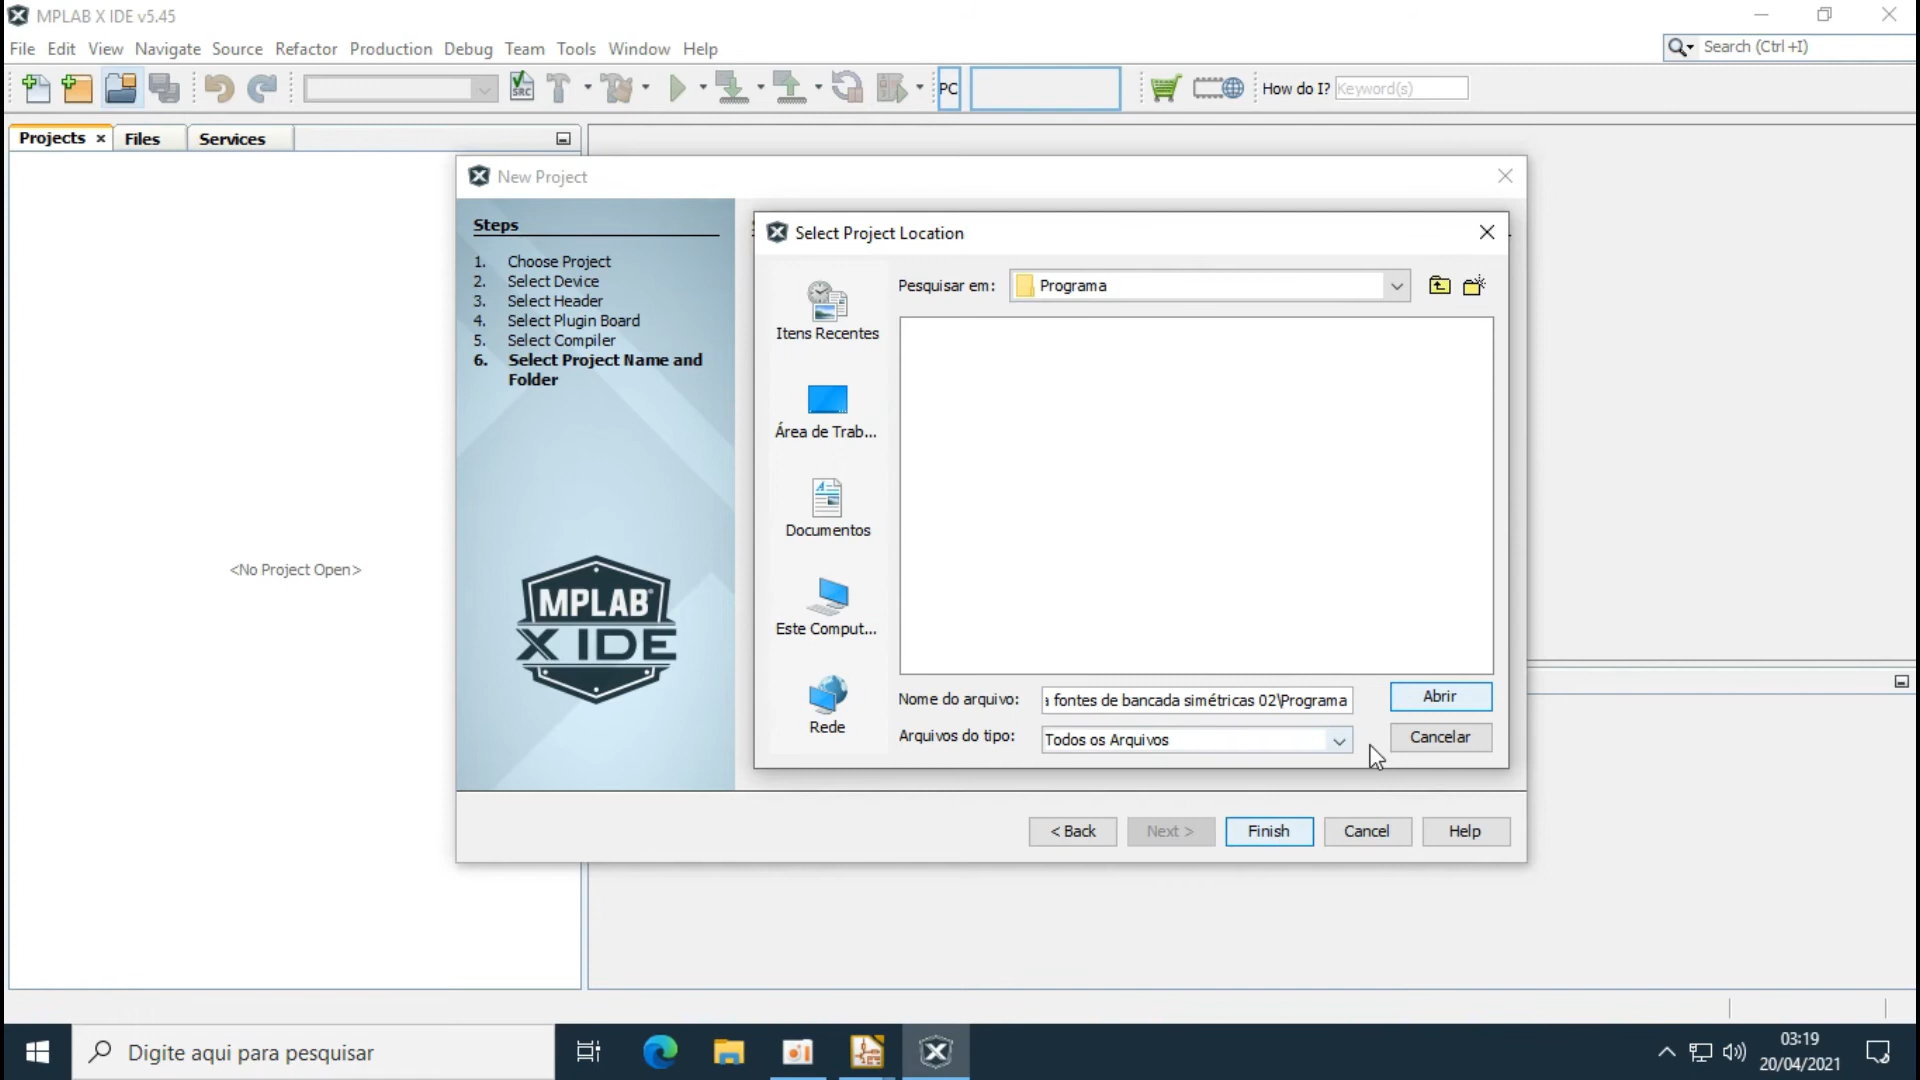 MPLAB X IDE v5.45
File Edit View Navigate Source Refactor Production Debug Team Tools Window Help
Search (Ctrl+I)
SRC
PC
How do I? Keyword(s)
Projects x Files Services
New Project
Steps
1. Choose Project
2. Select Device
3. Select Header
4. Select Plugin Board
5. Select Compiler
6. Select Project Name and
Folder
Select Project Location
Pesquisar em: Programa
Itens Recentes
Área de Trab...
Documentos
Este Comput...
Rede
<No Project Open>
MPLAB
X IDE
Nome do arquivo: fontes de bancada simétricas 02\Programa Abrir
Arquivos do tipo: Todos os Arquivos Cancelar
< Back Next > Finish Cancel Help
Digite aqui para pesquisar
03:19
20/04/2021